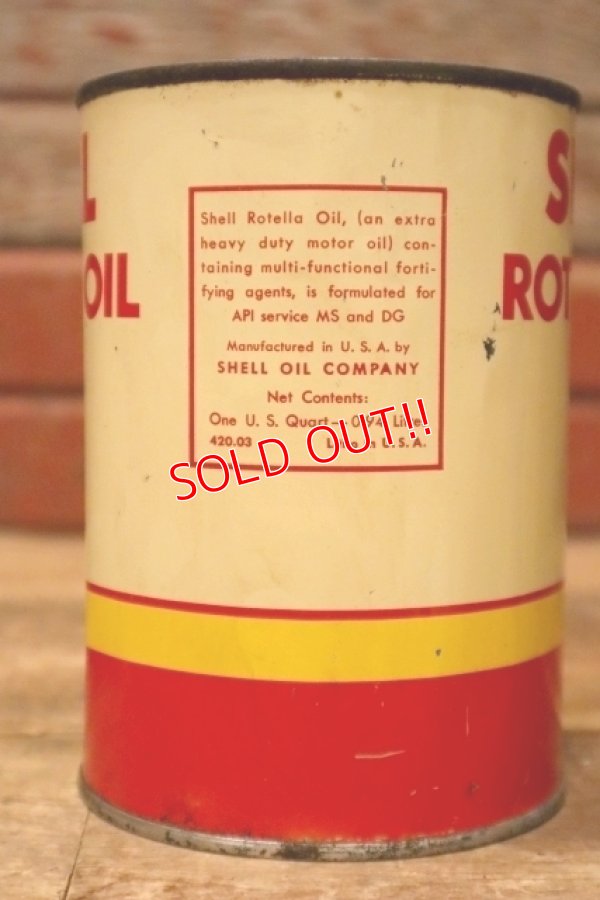 L
OIL
Shell Rotella Oil, (an extra
heavy duty motor oil) con-
taining multi-functional forti-
fying agents, is formulated for
API service MS and DG
Manufactured in U. S. A. by
SHELL OIL COMPANY
Net Contents:
One U. S. Quart
420.03 in U. S. A.
S
ROT
SOLD OUT!!